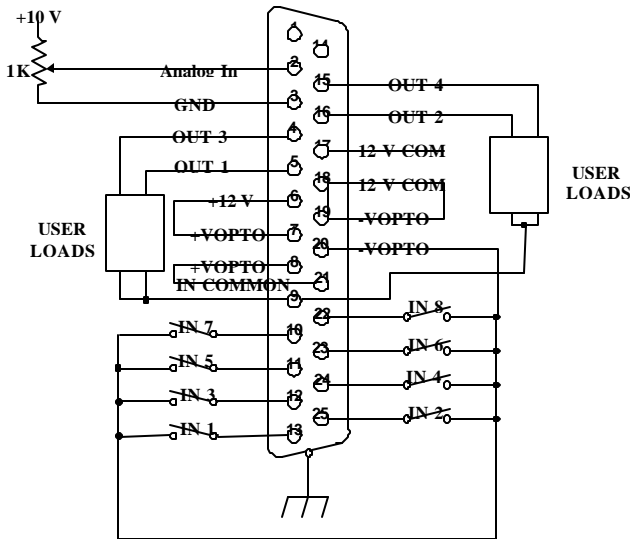 +10 V
1K
Analog In
GND
OUT 3
OUT 1
+12 V
+VOPTO
+VOPTO
IN COMMON
USER
LOADS
IN 7
IN 5
IN 3
IN 1
1
2
3
4
5
6
7
8
9
10
11
12
13
14
15
16
17
18
19
20
21
22
23
24
25
OUT 4
OUT 2
12 V COM
12 V COM
-VOPTO
-VOPTO
USER
LOADS
IN 8
IN 6
IN 4
IN 2